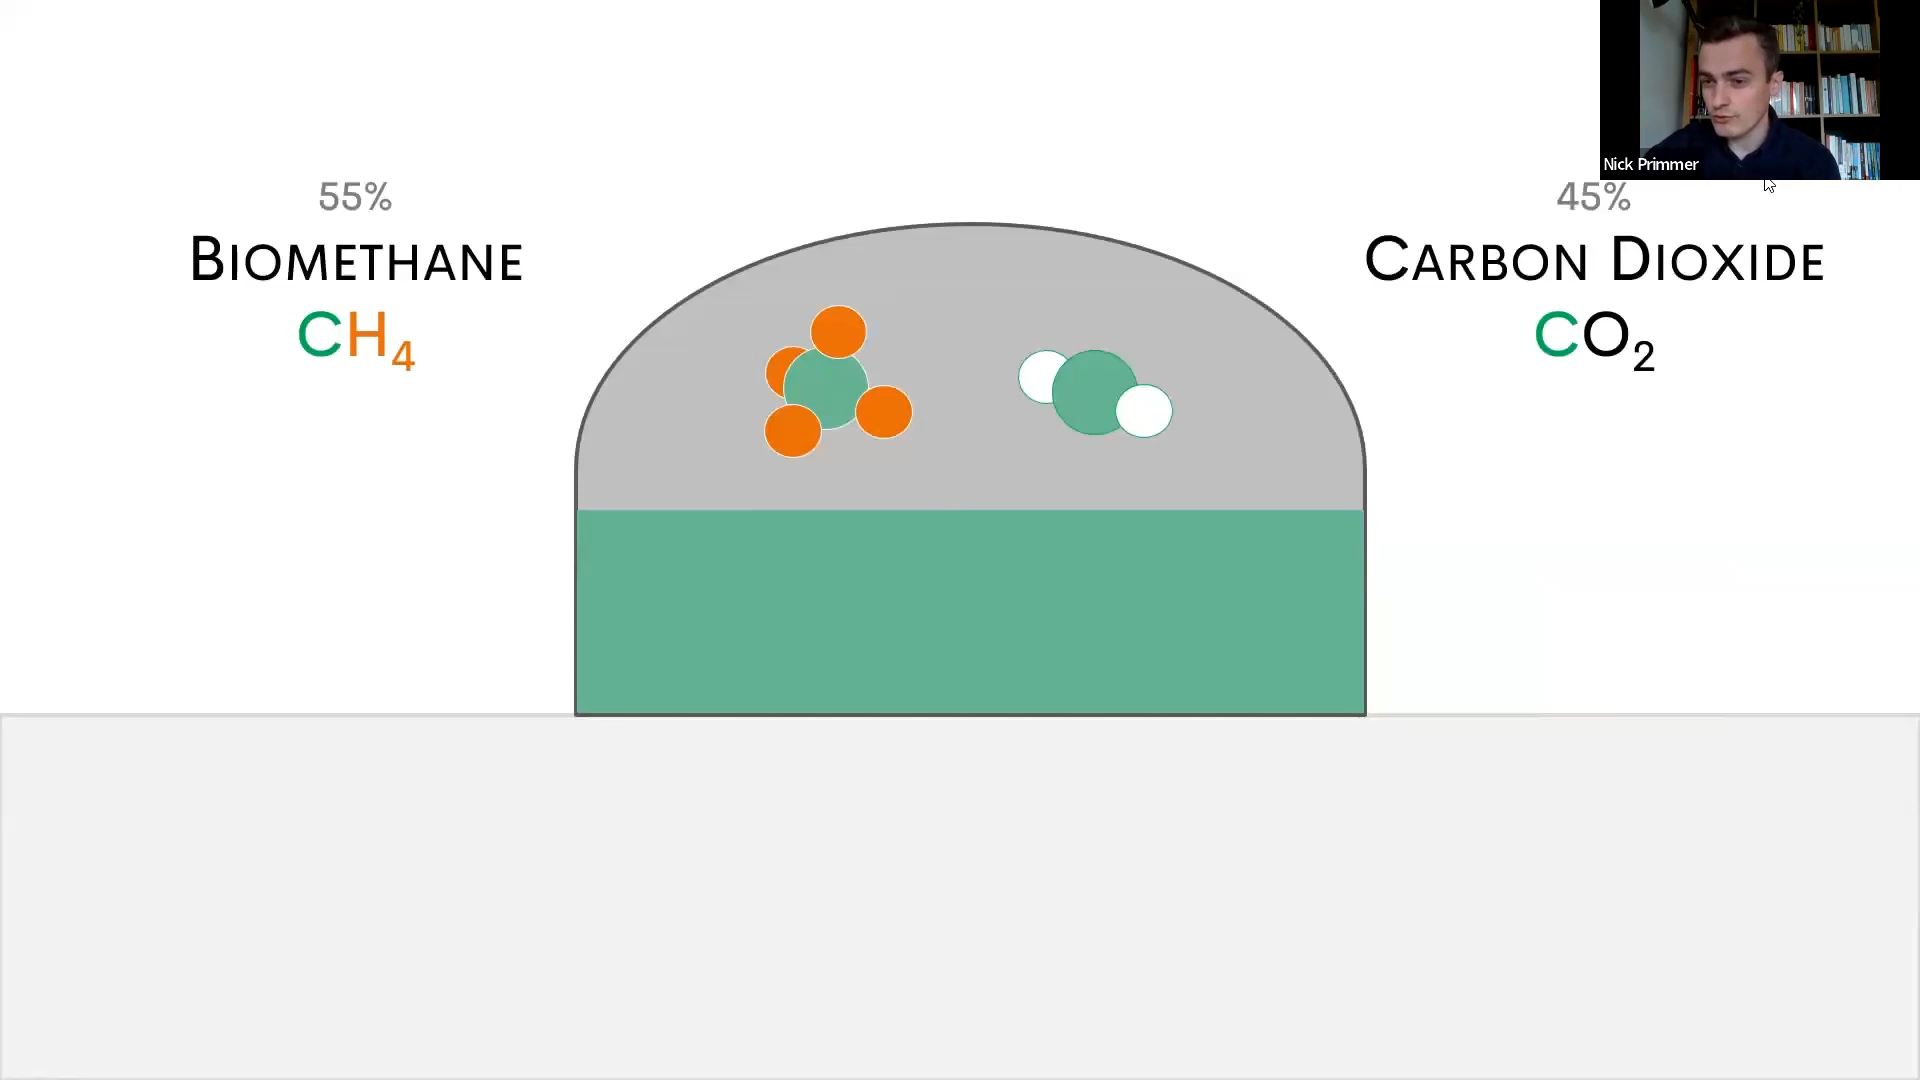 Nick Primmer
55%
BIOMETHANE
CH4
45%
CARBON DIOXIDE
CO2